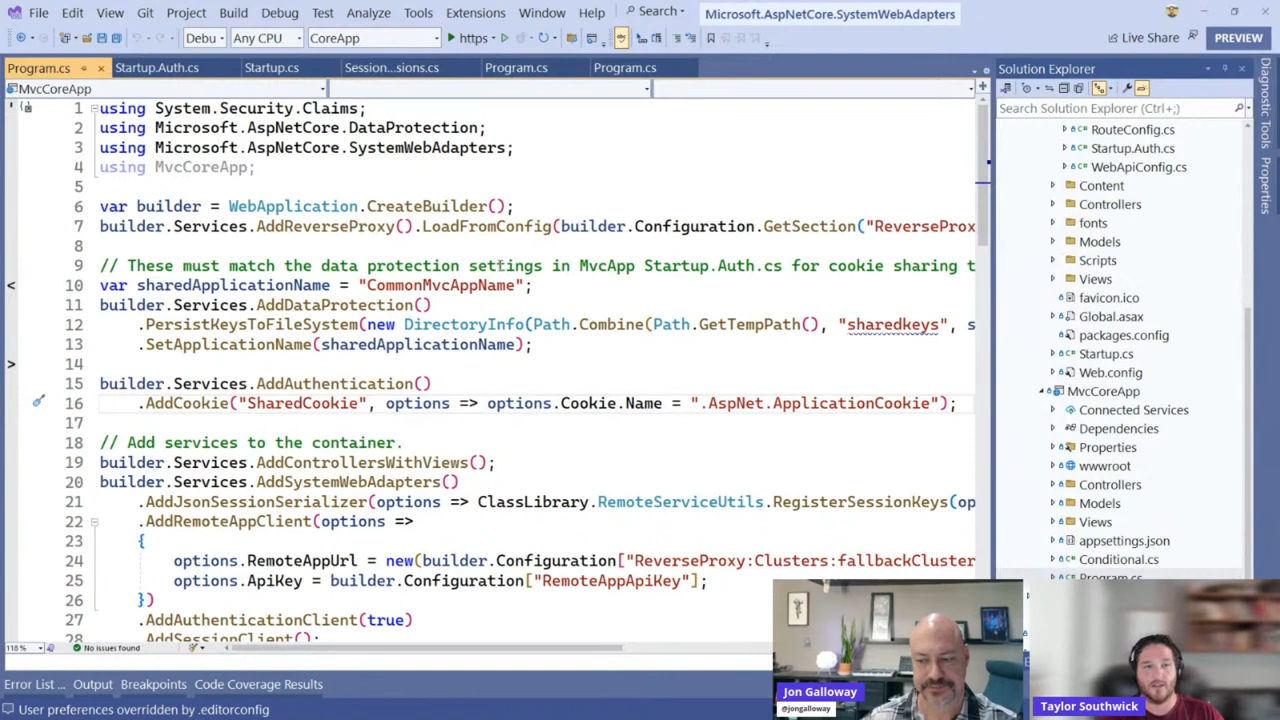 File Edit View Git Project Build Debug Test Analyze Tools Extensions Window Help Search Microsoft.AspNetCore.SystemWebAdapters
Debu Any CPU CoreApp https Live Share PREVIEW
Program.cs Startup.Auth.cs Startup.cs Session...sions.cs Program.cs Program.cs
MvcCoreApp
1 using System.Security.Claims;
2 using Microsoft.AspNetCore.DataProtection;
3 using Microsoft.AspNetCore.SystemWebAdapters;
4 using MvcCoreApp;
5
6 var builder = WebApplication.CreateBuilder();
7 builder.Services.AddReverseProxy().LoadFromConfig(builder.Configuration.GetSection("ReverseProx
8
9 // These must match the data protection settings in MvcApp Startup.Auth.cs for cookie sharing t
10 var sharedApplicationName = "CommonMvcAppName";
11 builder.Services.AddDataProtection()
12 .PersistKeysToFileSystem(new DirectoryInfo(Path.Combine(Path.GetTempPath(), "sharedkeys", s
13 .SetApplicationName(sharedApplicationName);
14
15 builder.Services.AddAuthentication()
16 .AddCookie("SharedCookie", options => options.Cookie.Name = ".AspNet.ApplicationCookie");
17
18 // Add services to the container.
19 builder.Services.AddControllersWithViews();
20 builder.Services.AddSystemWebAdapters()
21 .AddJsonSessionSerializer(options => ClassLibrary.RemoteServiceUtils.RegisterSessionKeys(op
22 .AddRemoteAppClient(options =>
23 {
24 options.RemoteAppUrl = new(builder.Configuration["ReverseProxy:Clusters:fallbackCluster
25 options.ApiKey = builder.Configuration["RemoteAppApiKey"];
26 })
27 .AddAuthenticationClient(true)
28 .AddSessionClient();
118 % No issues found
Error List ... Output Breakpoints Code Coverage Results
User preferences overridden by .editorconfig
Solution Explorer
Search Solution Explorer (Ctrl+;)
RouteConfig.cs
Startup.Auth.cs
WebApiConfig.cs
Content
Controllers
fonts
Models
Scripts
Views
favicon.ico
Global.asax
packages.config
Startup.cs
Web.config
MvcCoreApp
Connected Services
Dependencies
Properties
wwwroot
Controllers
Models
Views
appsettings.json
Conditional.cs
Program.cs
Diagnostic Tools
Properties
Jon Galloway
@jongalloway
Taylor Southwick